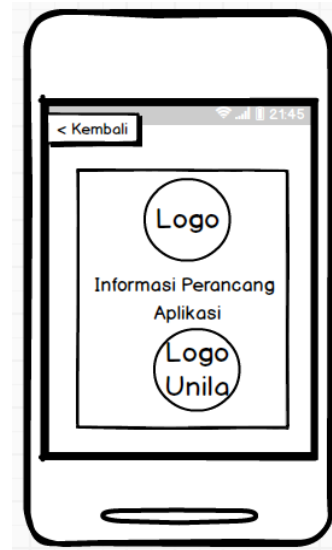 21:45
< Kembali
Logo
Informasi Perancang
Aplikasi
Logo
Unila